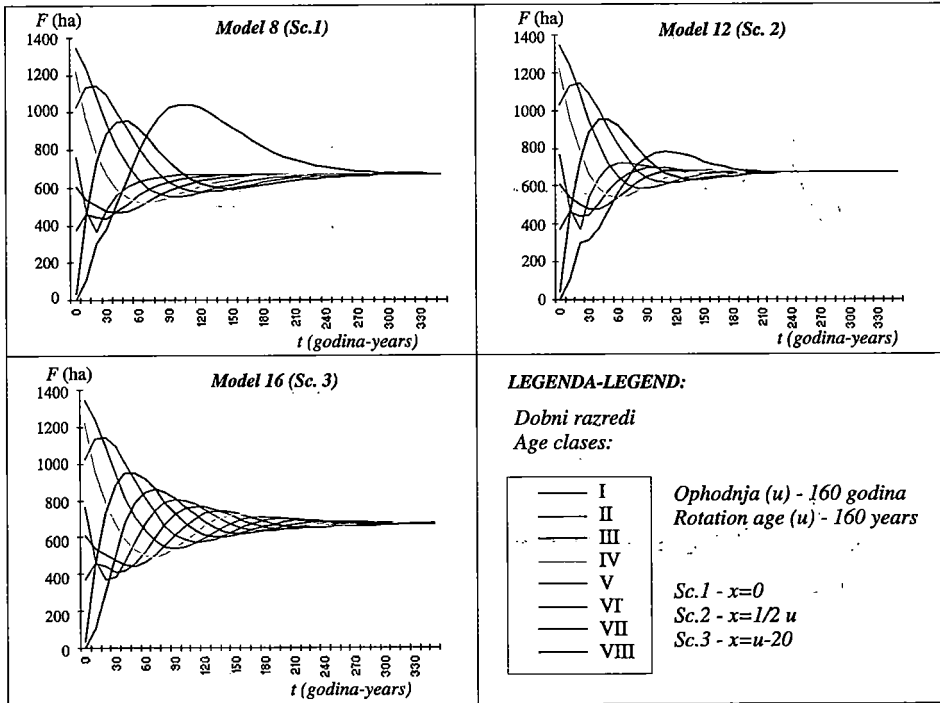 F (ha)
Model 8 (Sc.1)
1400
1200
1000
800
600
400
200
0
0
30
60
90
120
150
180
210
240
270
300
330
t (godina-years)
F (ha)
Model 12 (Sc. 2)
1400
1200
1000
800
600
400
200
0
0
30
60
90
120
150
180
210
240
270
300
330
t (godina-years)
F (ha)
Model 16 (Sc. 3)
1400
1200
1000
800
600
400
200
0
0
30
60
90
120
150
180
210
240
270
300
330
t (godina-years)
LEGENDA-LEGEND:
Dobni razredi
Age clases:
I
II
III
IV
V
VI
VII
VIII
Ophodnja (u) - 160 godina
Rotation age (u) - 160 years
Sc.1 - x=0
Sc.2 - x=1/2 u
Sc.3 - x=u-20